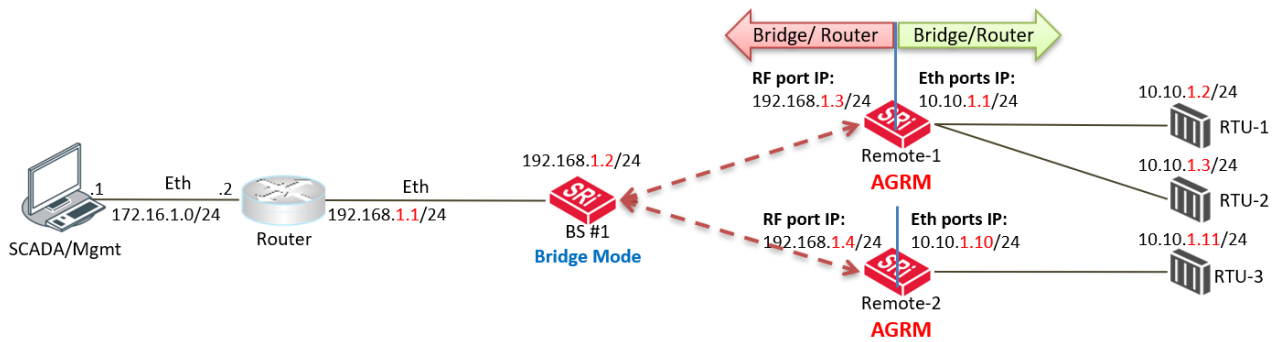 Bridge/ Router
Bridge/Router
RF port IP:
192.168.1.3/24
Eth ports IP:
10.10.1.1/24
SRi
Remote-1
AGRM
10.10.1.2/24
RTU-1
10.10.1.3/24
RTU-2
.1
Eth
.2
172.16.1.0/24
SCADA/Mgmt
Router
Eth
192.168.1.1/24
192.168.1.2/24
SRi
BS #1
Bridge Mode
RF port IP:
192.168.1.4/24
Eth ports IP:
10.10.1.10/24
SRi
Remote-2
AGRM
10.10.1.11/24
RTU-3